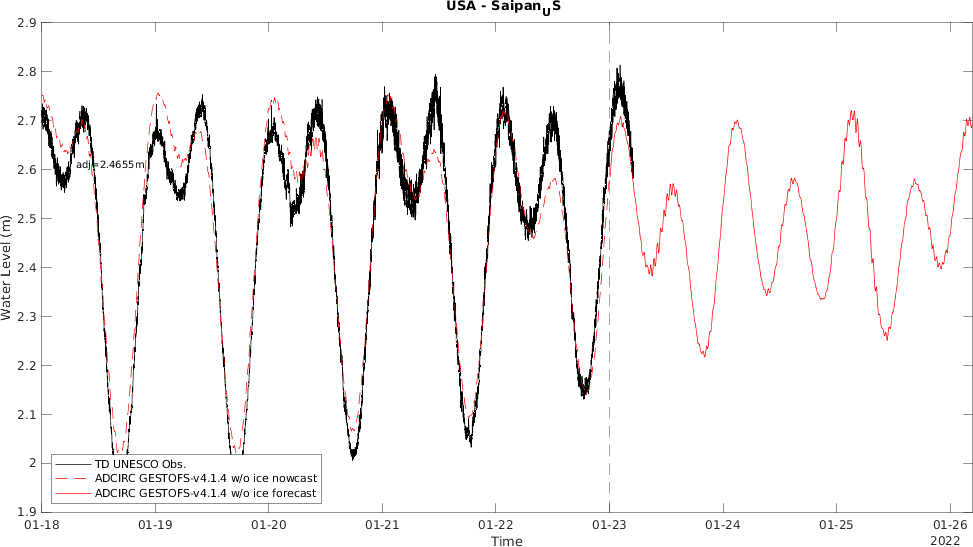 USA - SaipanUS
2.9
2.8
2.7
2.6
2.5
2.4
2.3
2.2
2.1
2
1.9
Water Level (m)
adj=2.4655m
TD UNESCO Obs.
ADCIRC GESTOFS-v4.1.4 w/o ice nowcast
ADCIRC GESTOFS-v4.1.4 w/o ice forecast
01-18 01-19 01-20 01-21 01-22 01-23 01-24 01-25 01-26
Time 2022